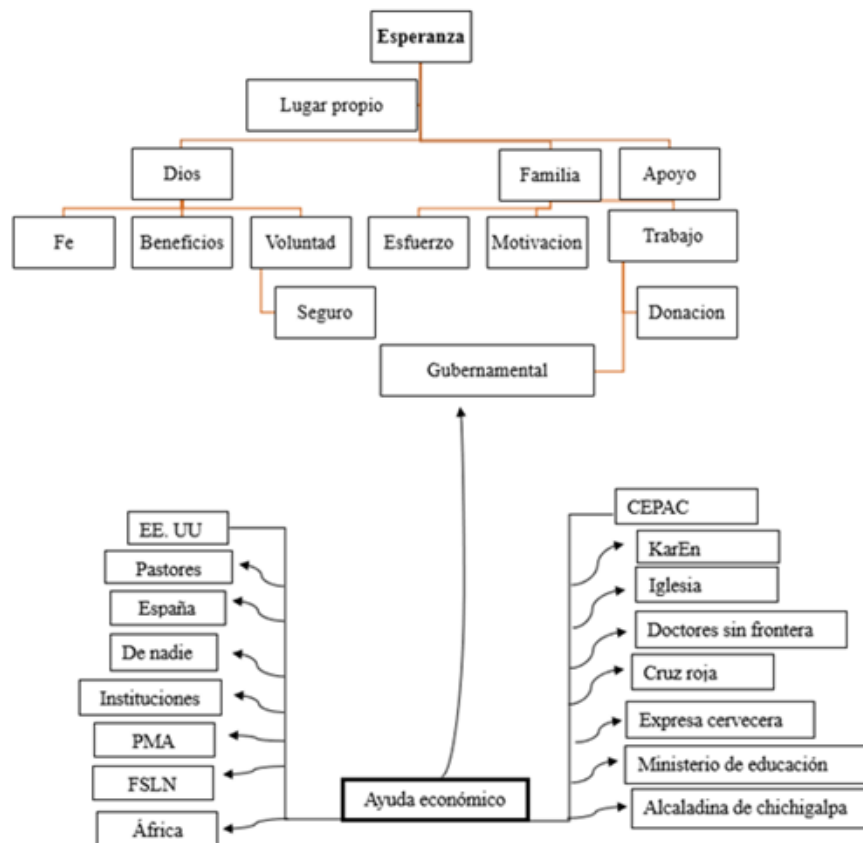 Esperanza
Lugar propio
Dios
Familia
Apoyo
Fe
Beneficios
Voluntad
Esfuerzo
Motivacion
Trabajo
Seguro
Donacion
Gubernamental
EE. UU
Pastores
España
De nadie
Instituciones
PMA
FSLN
África
CEPAC
KarEn
Iglesia
Doctores sin frontera
Cruz roja
Expresa cervecera
Ministerio de educación
Alcaladina de chichigalpa
Ayuda económico